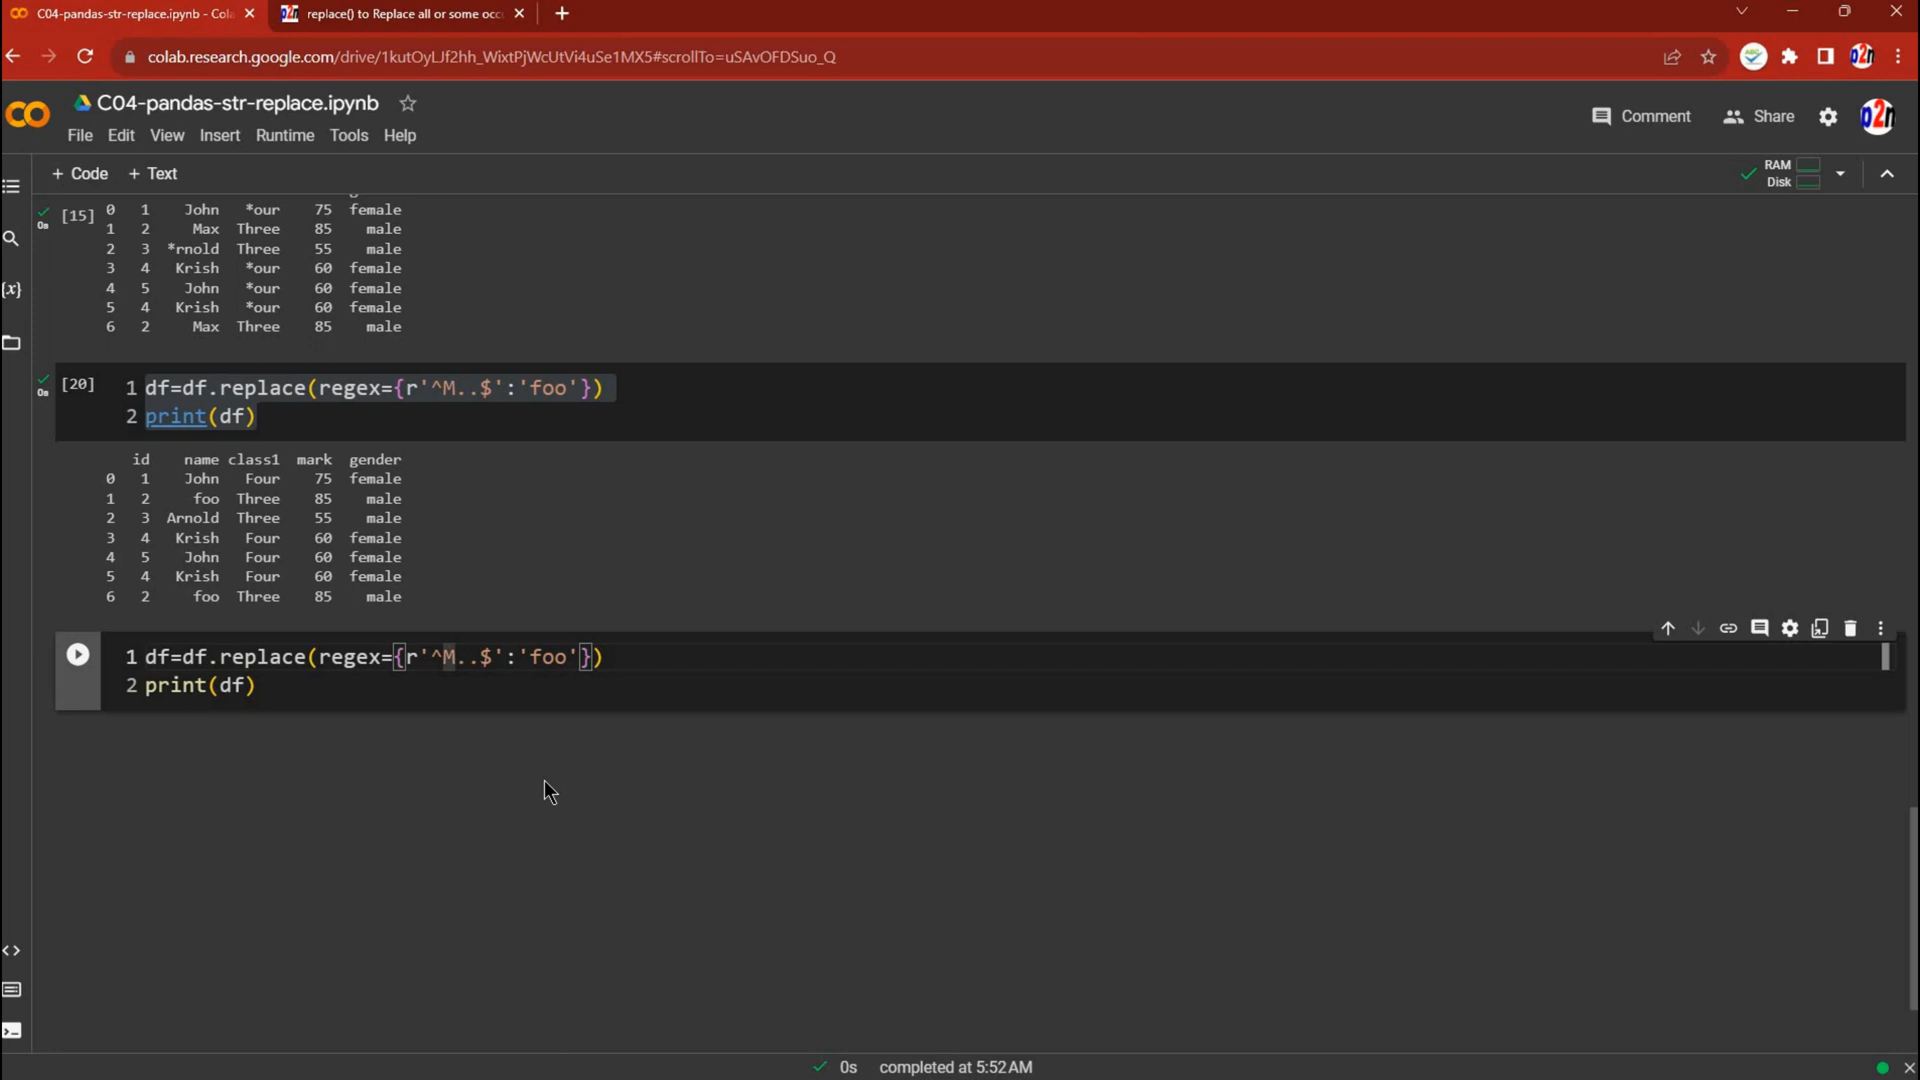 C04-pandas-str-replace.ipynb - Col
replace() to Replace all or some occ
colab.research.google.com/drive/1kutOyLJf2hh_WixtPjWcUtVi4uSe1MX5#scrollTo=uSAvOFDSuo_Q
C04-pandas-str-replace.ipynb
File Edit View Insert Runtime Tools Help
Comment
Share
+ Code + Text
RAM
Disk
[15]
0s
0 1 John *our 75 female
1 2 Max Three 85 male
2 3 *rnold Three 55 male
3 4 Krish *our 60 female
4 5 John *our 60 female
5 4 Krish *our 60 female
6 2 Max Three 85 male
[20]
0s
1 df=df.replace(regex={r'^M..$':'foo'})
2 print(df)
id name class1 mark gender
0 1 John Four 75 female
1 2 foo Three 85 male
2 3 Arnold Three 55 male
3 4 Krish Four 60 female
4 5 John Four 60 female
5 4 Krish Four 60 female
6 2 foo Three 85 male
1 df=df.replace(regex={r'^M..$':'foo'})
2 print(df)
0s completed at 5:52 AM